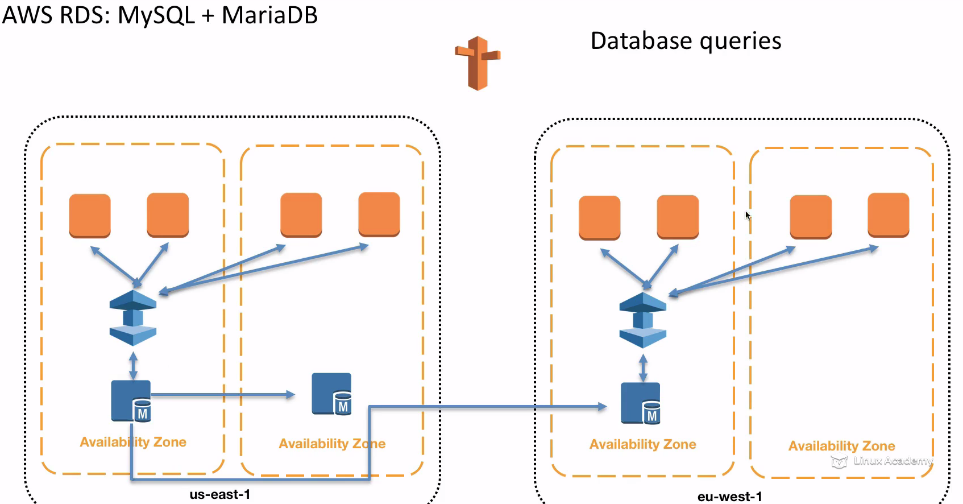 AWS RDS: MySQL + MariaDB
Database queries
M
M
M
Availability Zone
Availability Zone
Availability Zone
Availability Zone
Linux Academy
us-east-1
eu-west-1